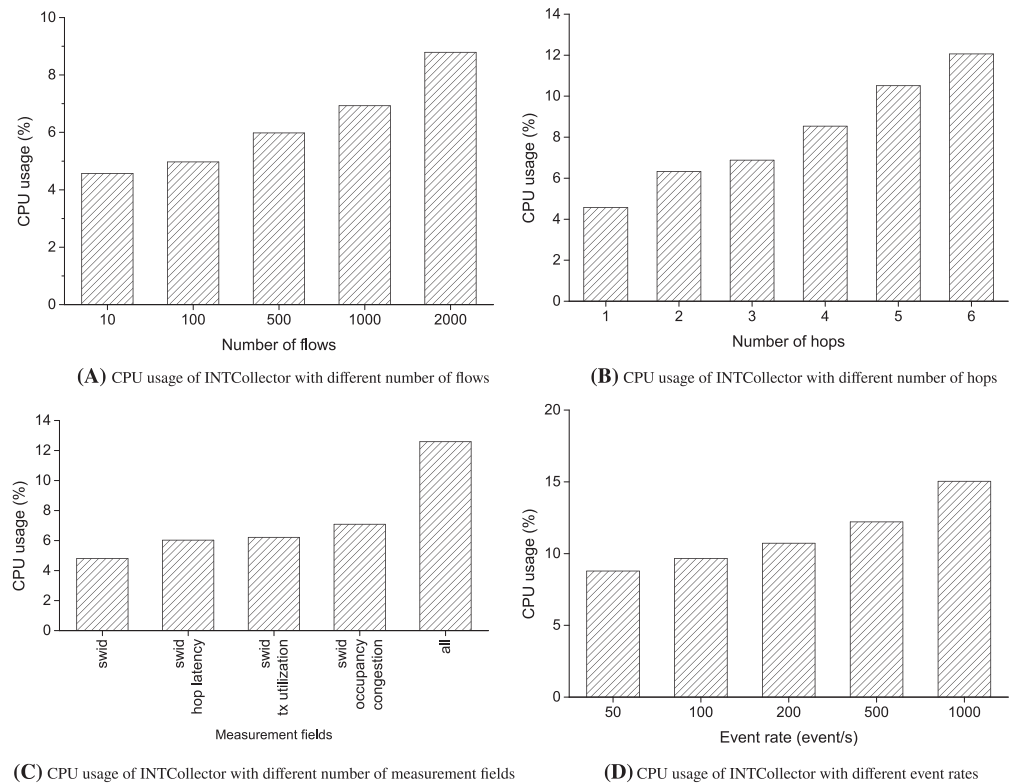 10
8
6
4
2
0
CPU usage (%)
10 100 500 1000 2000
Number of flows
(A) CPU usage of INTCollector with different number of flows
14
12
10
8
6
4
2
0
CPU usage (%)
1 2 3 4 5 6
Number of hops
(B) CPU usage of INTCollector with different number of hops
14
12
10
8
6
4
2
0
CPU usage (%)
swid
swid
hop latency
swid
tx utilization
swid
occupancy
congestion
all
Measurement fields
(C) CPU usage of INTCollector with different number of measurement fields
20
15
10
5
0
CPU usage (%)
50 100 200 500 1000
Event rate (event/s)
(D) CPU usage of INTCollector with different event rates